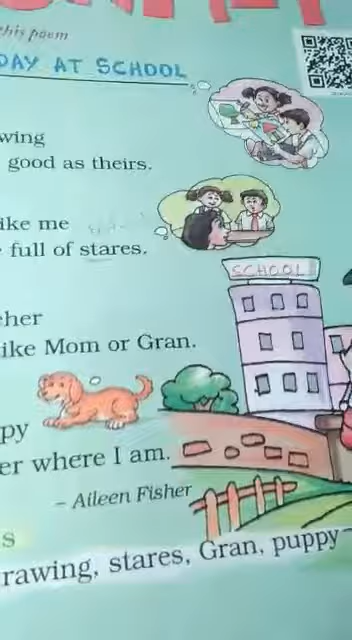 this poem
DAY AT SCHOOL
wing
good as theirs.
ike me
full of stares.
SCHOOL
her
ike Mom or Gran.
py
er where I am.
– Aileen Fisher
s
rawing, stares, Gran, puppy